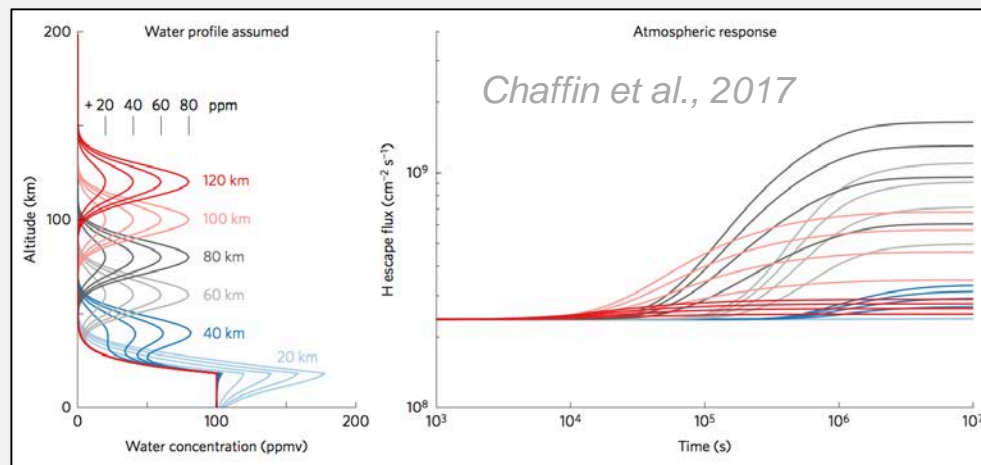 Water profile assumed
200
+ 20 40 60 80 ppm
120 km
100
100 km
80 km
60 km
40 km
20 km
0
0 100 200
Altitude (km)
Water concentration (ppmv)
Atmospheric response
Chaffin et al., 2017
H escape flux (cm⁻² s⁻¹)
10⁹
10⁸
10³ 10⁴ 10⁵ 10⁶ 10⁷
Time (s)